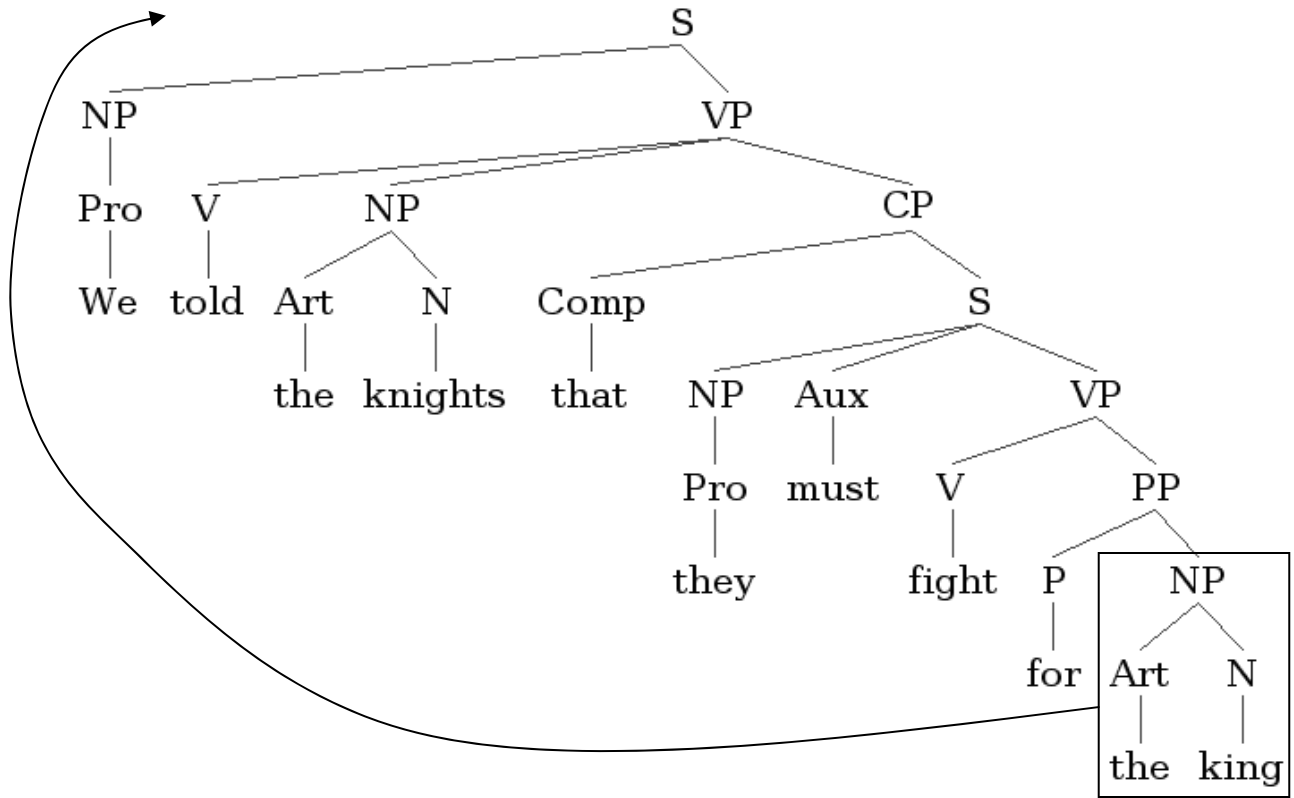 S
NP VP
Pro V NP CP
We told Art N Comp S
the knights that NP Aux VP
Pro must V PP
they fight P NP
for Art N
the king